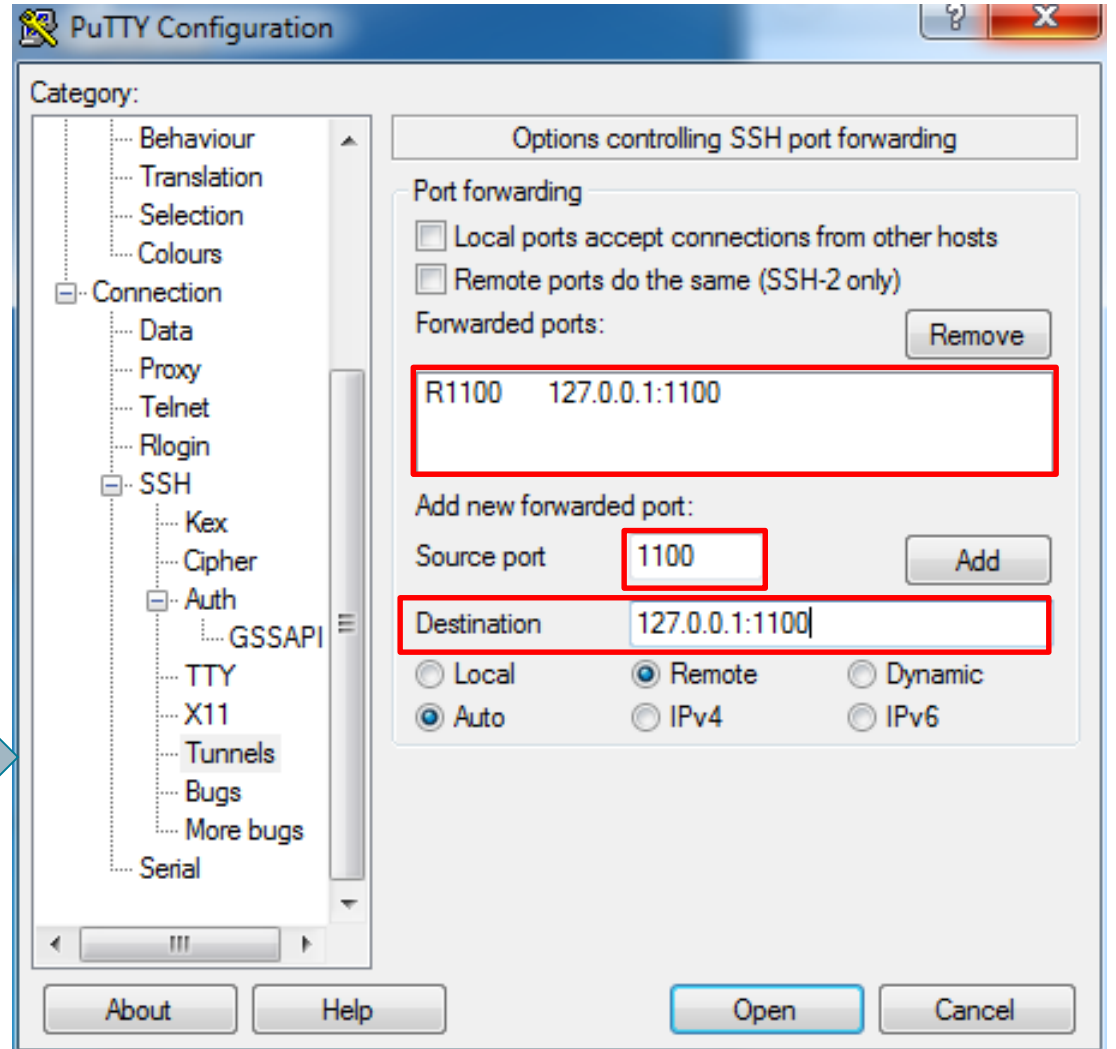 PuTTY Configuration
Category:
Behaviour
Translation
Selection
Colours
Connection
Data
Proxy
Telnet
Rlogin
SSH
Kex
Cipher
Auth
GSSAPI
TTY
X11
Tunnels
Bugs
More bugs
Serial
Options controlling SSH port forwarding
Port forwarding
Local ports accept connections from other hosts
Remote ports do the same (SSH-2 only)
Forwarded ports:
Remove
R1100 127.0.0.1:1100
Add new forwarded port:
Source port 1100 Add
Destination 127.0.0.1:1100
Local Remote Dynamic
Auto IPv4 IPv6
About Help Open Cancel